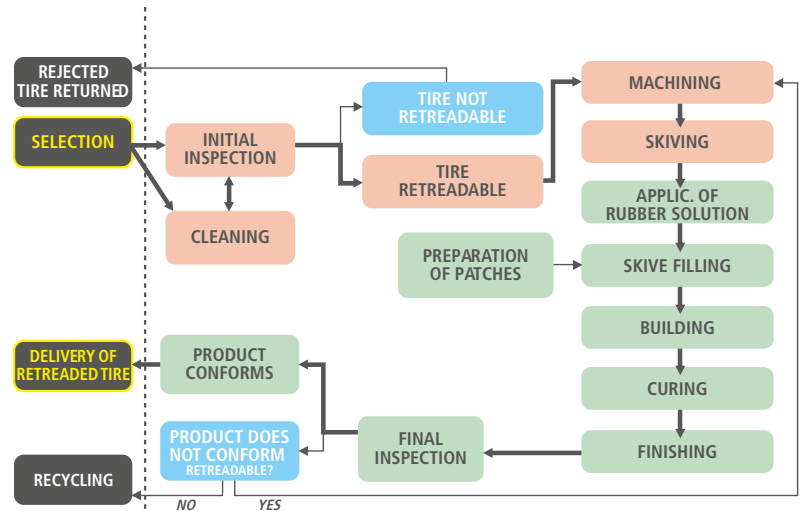 REJECTED
TIRE RETURNED
SELECTION
INITIAL
INSPECTION
CLEANING
TIRE NOT
RETREADABLE
TIRE
RETREADABLE
MACHINING
SKIVING
APPLIC. OF
RUBBER SOLUTION
PREPARATION
OF PATCHES
SKIVE FILLING
BUILDING
CURING
FINISHING
FINAL
INSPECTION
PRODUCT
CONFORMS
DELIVERY OF
RETREADED TIRE
PRODUCT DOES
NOT CONFORM
RETREADABLE?
RECYCLING
NO
YES